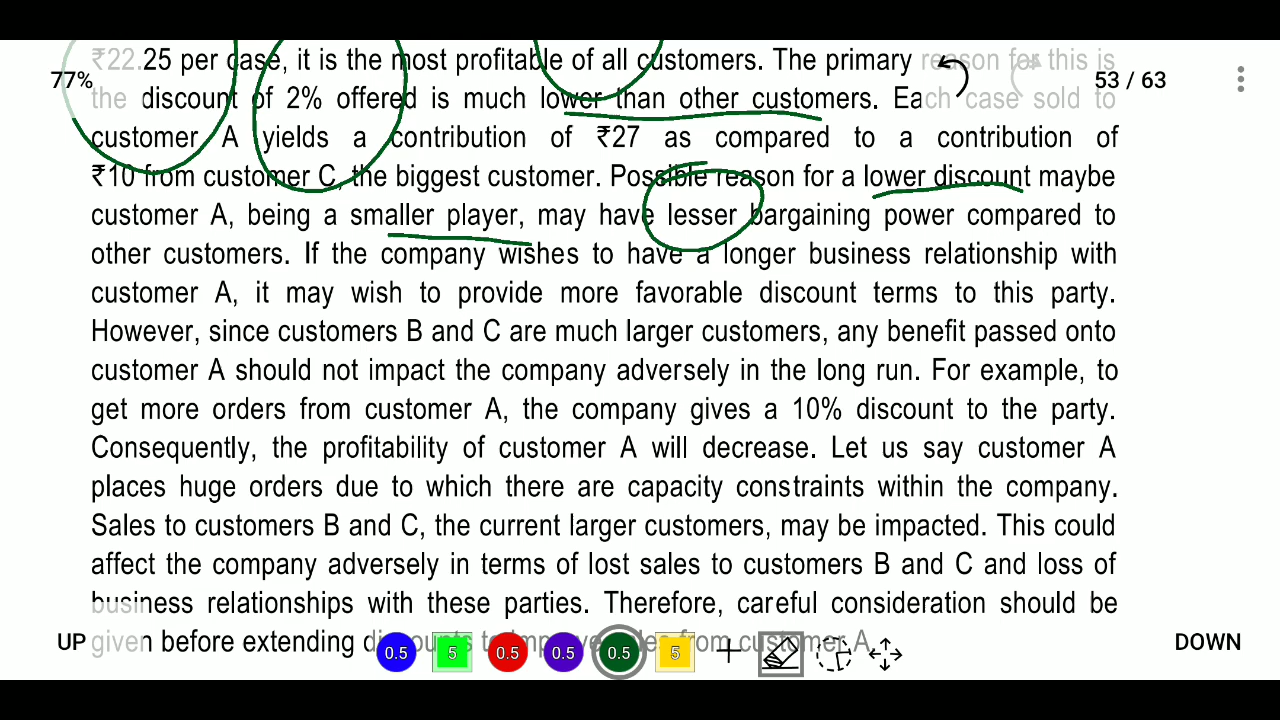 ₹22.25 per case, it is the most profitable of all customers. The primary reason for this is
77%
53 / 63
the discount of 2% offered is much lower than other customers. Each case sold to
customer A yields a contribution of ₹27 as compared to a contribution of
₹10 from customer C, the biggest customer. Possible reason for a lower discount maybe
customer A, being a smaller player, may have lesser bargaining power compared to
other customers. If the company wishes to have a longer business relationship with
customer A, it may wish to provide more favorable discount terms to this party.
However, since customers B and C are much larger customers, any benefit passed onto
customer A should not impact the company adversely in the long run. For example, to
get more orders from customer A, the company gives a 10% discount to the party.
Consequently, the profitability of customer A will decrease. Let us say customer A
places huge orders due to which there are capacity constraints within the company.
Sales to customers B and C, the current larger customers, may be impacted. This could
affect the company adversely in terms of lost sales to customers B and C and loss of
business relationships with these parties. Therefore, careful consideration should be
given before extending discounts to improve sales from customer A.
UP
0.5 5 0.5 0.5 0.5 5
DOWN